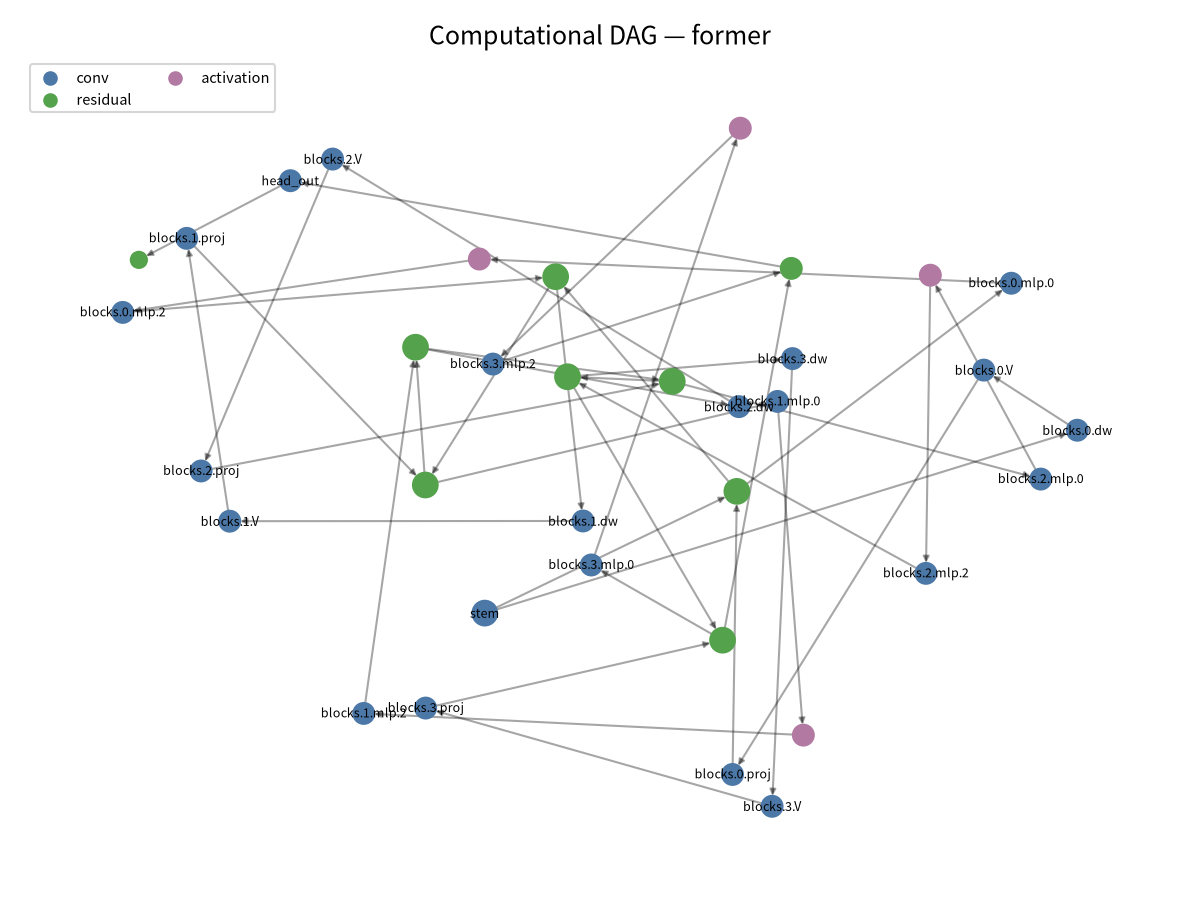 Computational DAG — former
conv
activation
residual
blocks.2.V
head_out
blocks.1.proj
blocks.0.mlp.0
blocks.0.mlp.2
blocks.3.dw
blocks.3.mlp.2
blocks.0.V
blocks.1.mlp.0
blocks.2.dw
blocks.0.dw
blocks.2.proj
blocks.2.mlp.0
blocks.1.V
blocks.1.dw
blocks.3.mlp.0
blocks.2.mlp.2
stem
blocks.3.proj
blocks.1.mlp.2
blocks.0.proj
blocks.3.V